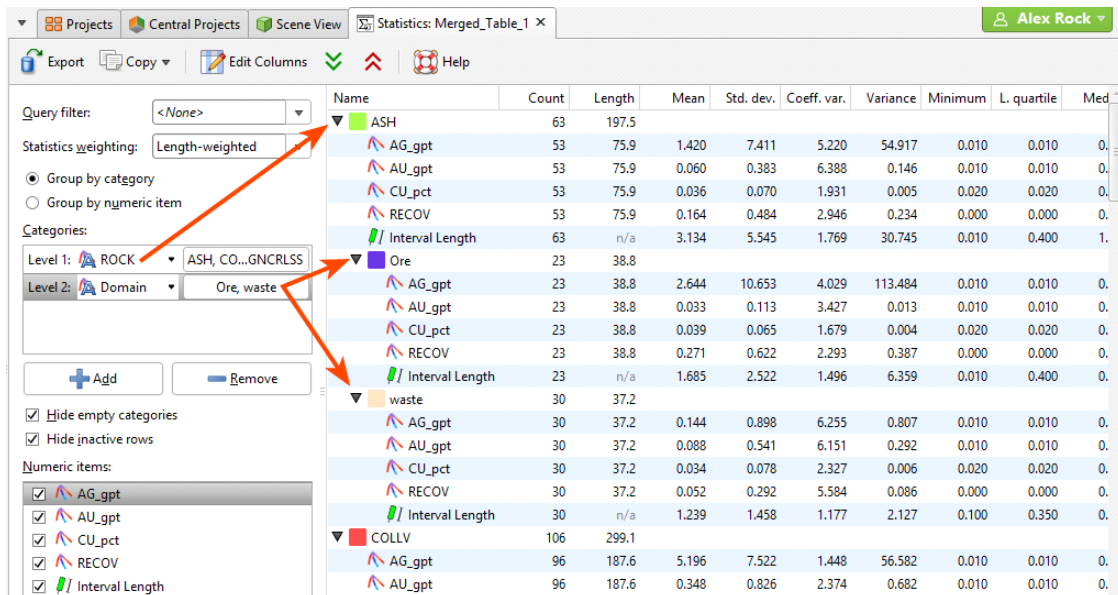 Projects Central Projects Scene View Statistics: Merged_Table_1 × Alex Rock
Export Copy Edit Columns Help
Query filter: <None>
Statistics weighting: Length-weighted
Group by category
Group by numeric item
Categories:
Level 1: ROCK ASH, CO...GNCRLSS
Level 2: Domain Ore, waste
Add Remove
Hide empty categories
Hide inactive rows
Numeric items:
AG_gpt
AU_gpt
CU_pct
RECOV
Interval Length
Name Count Length Mean Std. dev. Coeff. var. Variance Minimum L. quartile Med
ASH 63 197.5
AG_gpt 53 75.9 1.420 7.411 5.220 54.917 0.010 0.010 0.
AU_gpt 53 75.9 0.060 0.383 6.388 0.146 0.010 0.010 0.
CU_pct 53 75.9 0.036 0.070 1.931 0.005 0.020 0.020 0.
RECOV 53 75.9 0.164 0.484 2.946 0.234 0.000 0.000 0.
Interval Length 63 n/a 3.134 5.545 1.769 30.745 0.010 0.400 1.
Ore 23 38.8
AG_gpt 23 38.8 2.644 10.653 4.029 113.484 0.010 0.010 0.
AU_gpt 23 38.8 0.033 0.113 3.427 0.013 0.010 0.010 0.
CU_pct 23 38.8 0.039 0.065 1.679 0.004 0.020 0.020 0.
RECOV 23 38.8 0.271 0.622 2.293 0.387 0.000 0.000 0.
Interval Length 23 n/a 1.685 2.522 1.496 6.359 0.010 0.400 0.
waste 30 37.2
AG_gpt 30 37.2 0.144 0.898 6.255 0.807 0.010 0.010 0.
AU_gpt 30 37.2 0.088 0.541 6.151 0.292 0.010 0.010 0.
CU_pct 30 37.2 0.034 0.078 2.327 0.006 0.020 0.020 0.
RECOV 30 37.2 0.052 0.292 5.584 0.086 0.000 0.000 0.
Interval Length 30 n/a 1.239 1.458 1.177 2.127 0.100 0.350 0.
COLLV 106 299.1
AG_gpt 96 187.6 5.196 7.522 1.448 56.582 0.010 0.010 0.
AU_gpt 96 187.6 0.348 0.826 2.374 0.682 0.010 0.010 0.